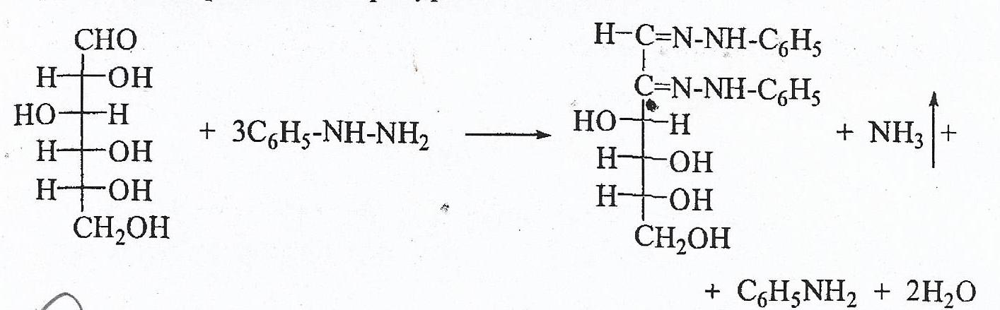 CHO
H OH
HO H
H OH
H OH
CH₂OH
+ 3C₆H₅-NH-NH₂
H-C=N-NH-C₆H₅
C=N-NH-C₆H₅
HO H
H OH
H OH
CH₂OH
+ NH₃ +
+ C₆H₅NH₂ + 2H₂O